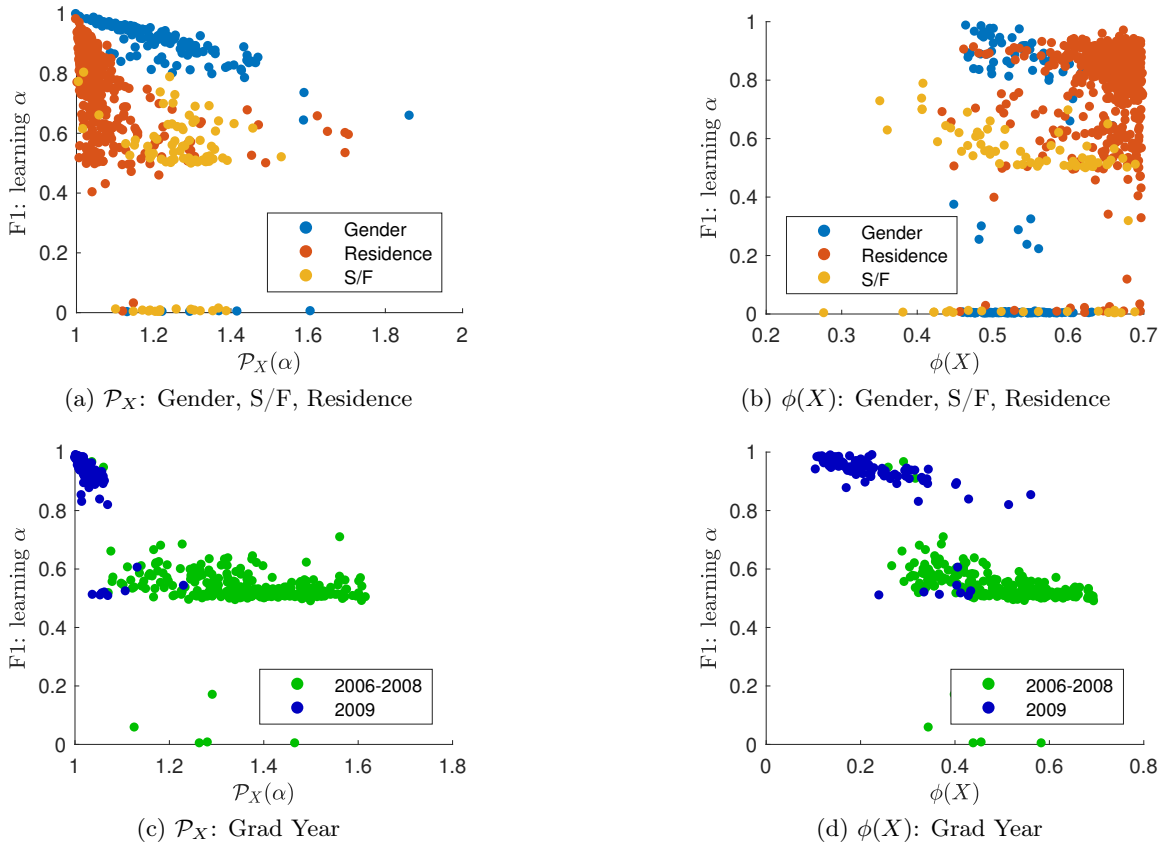 1
0.8
0.6
0.4
0.2
0
F1: learning α
Gender
Residence
S/F
1 1.2 1.4 1.6 1.8 2
𝒫_X(α)
(a) 𝒫_X: Gender, S/F, Residence
1
0.8
0.6
0.4
0.2
0
F1: learning α
Gender
Residence
S/F
0.2 0.3 0.4 0.5 0.6 0.7
ϕ(X)
(b) ϕ(X): Gender, S/F, Residence
1
0.8
0.6
0.4
0.2
0
F1: learning α
2006-2008
2009
1 1.2 1.4 1.6 1.8
𝒫_X(α)
(c) 𝒫_X: Grad Year
1
0.8
0.6
0.4
0.2
0
F1: learning α
2006-2008
2009
0 0.2 0.4 0.6 0.8
ϕ(X)
(d) ϕ(X): Grad Year